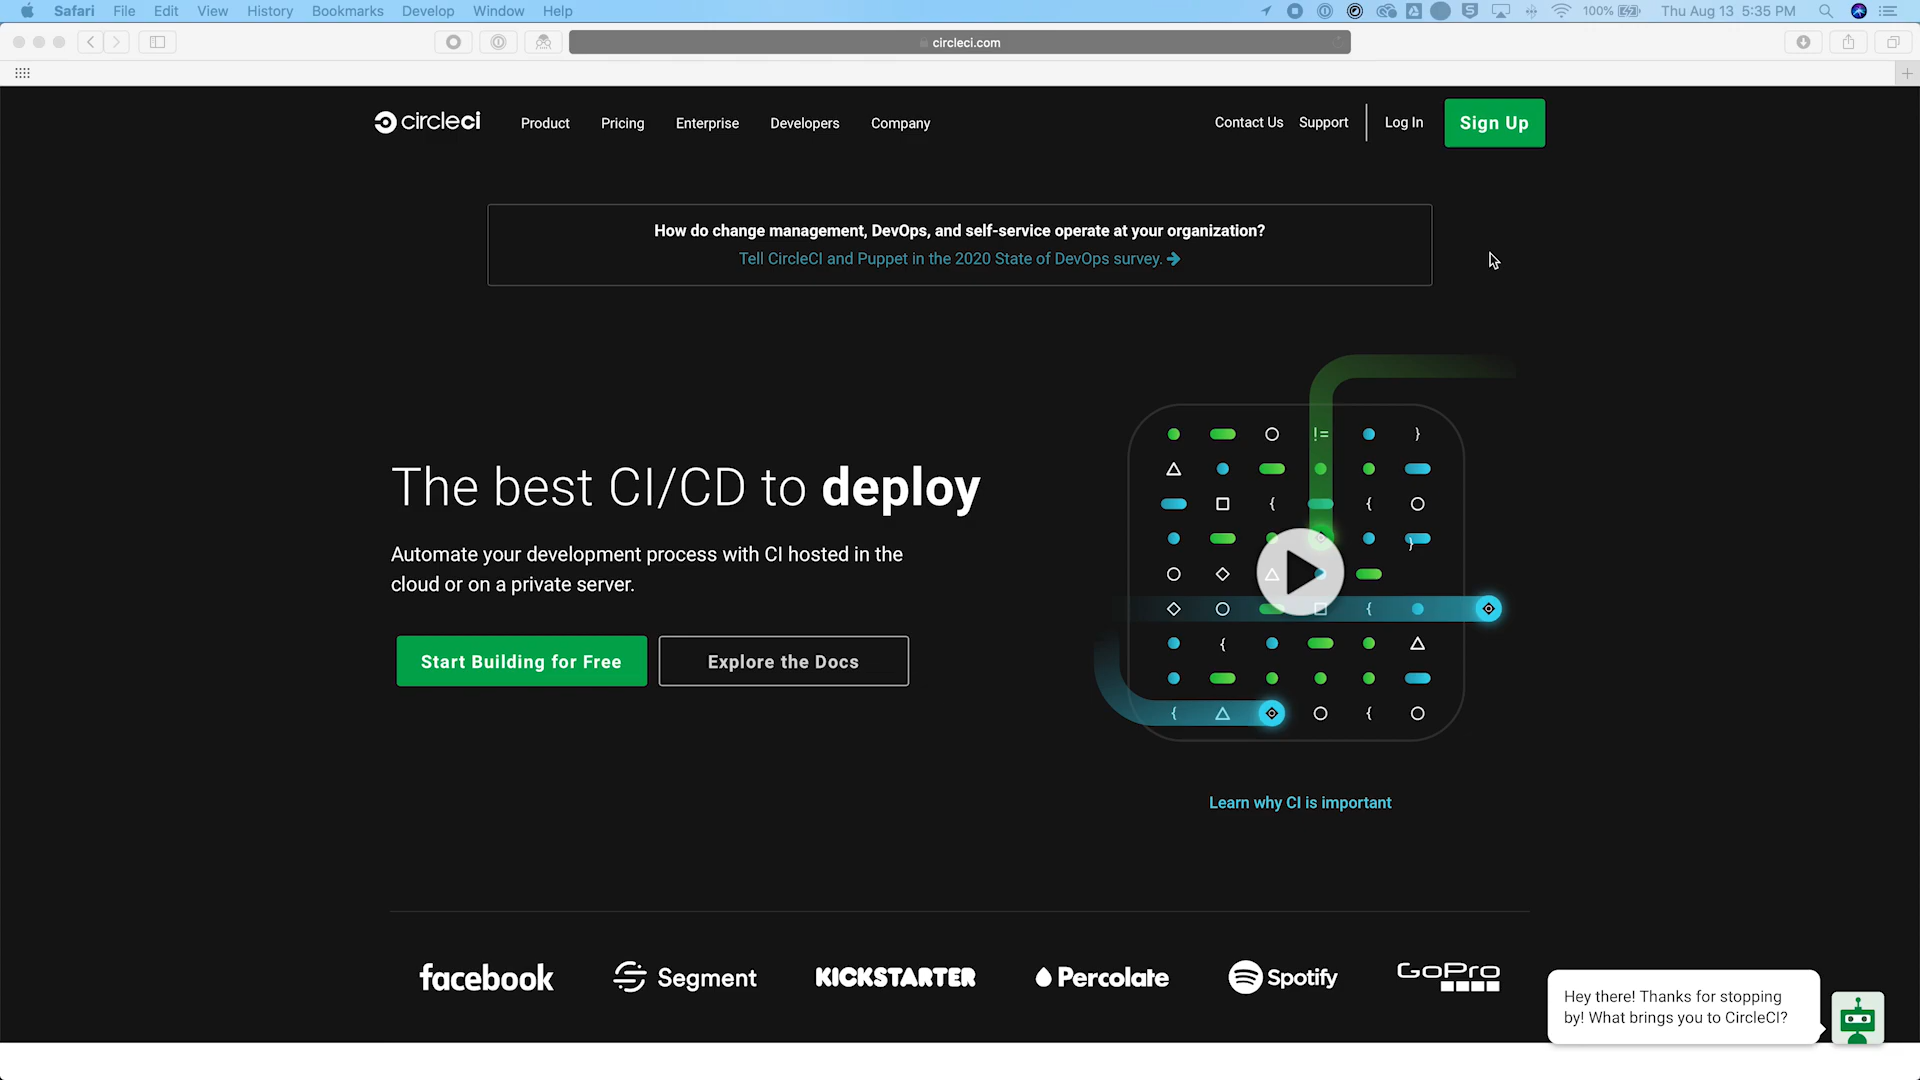 Safari File Edit View History Bookmarks Develop Window Help 100% Thu Aug 13 5:35 PM
circleci.com
circleci Product Pricing Enterprise Developers Company Contact Us Support Log In Sign Up
How do change management, DevOps, and self-service operate at your organization?
Tell CircleCI and Puppet in the 2020 State of DevOps survey. →
!= }
{ {
}
{
{
{ {
The best CI/CD to deploy
Automate your development process with CI hosted in the
cloud or on a private server.
Start Building for Free Explore the Docs
Learn why CI is important
facebook Segment KICKSTARTER Percolate Spotify GoPro
Hey there! Thanks for stopping
by! What brings you to CircleCI?